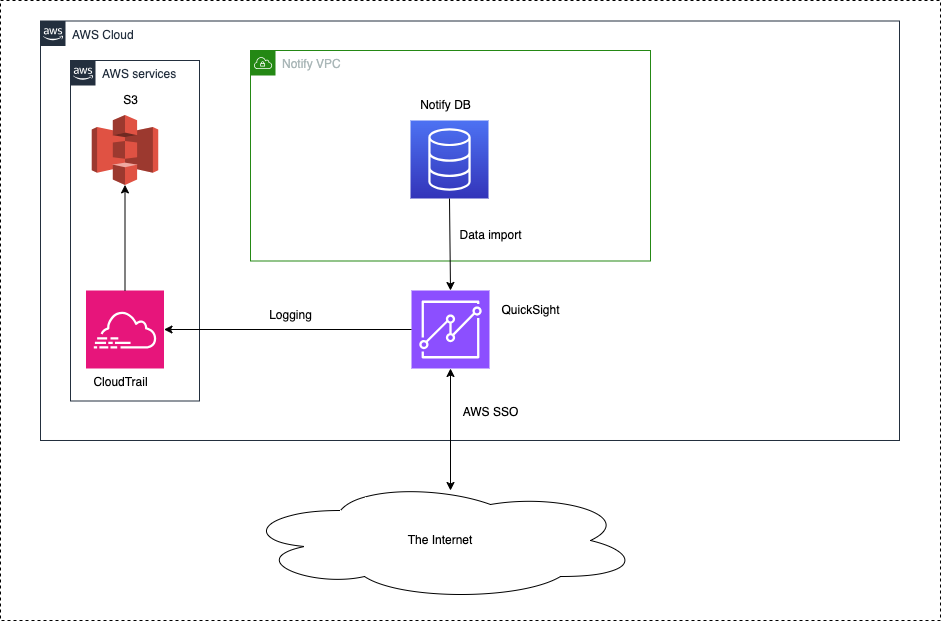 aws
AWS Cloud
aws
AWS services
Notify VPC
S3
Notify DB
Data import
Logging
QuickSight
CloudTrail
AWS SSO
The Internet